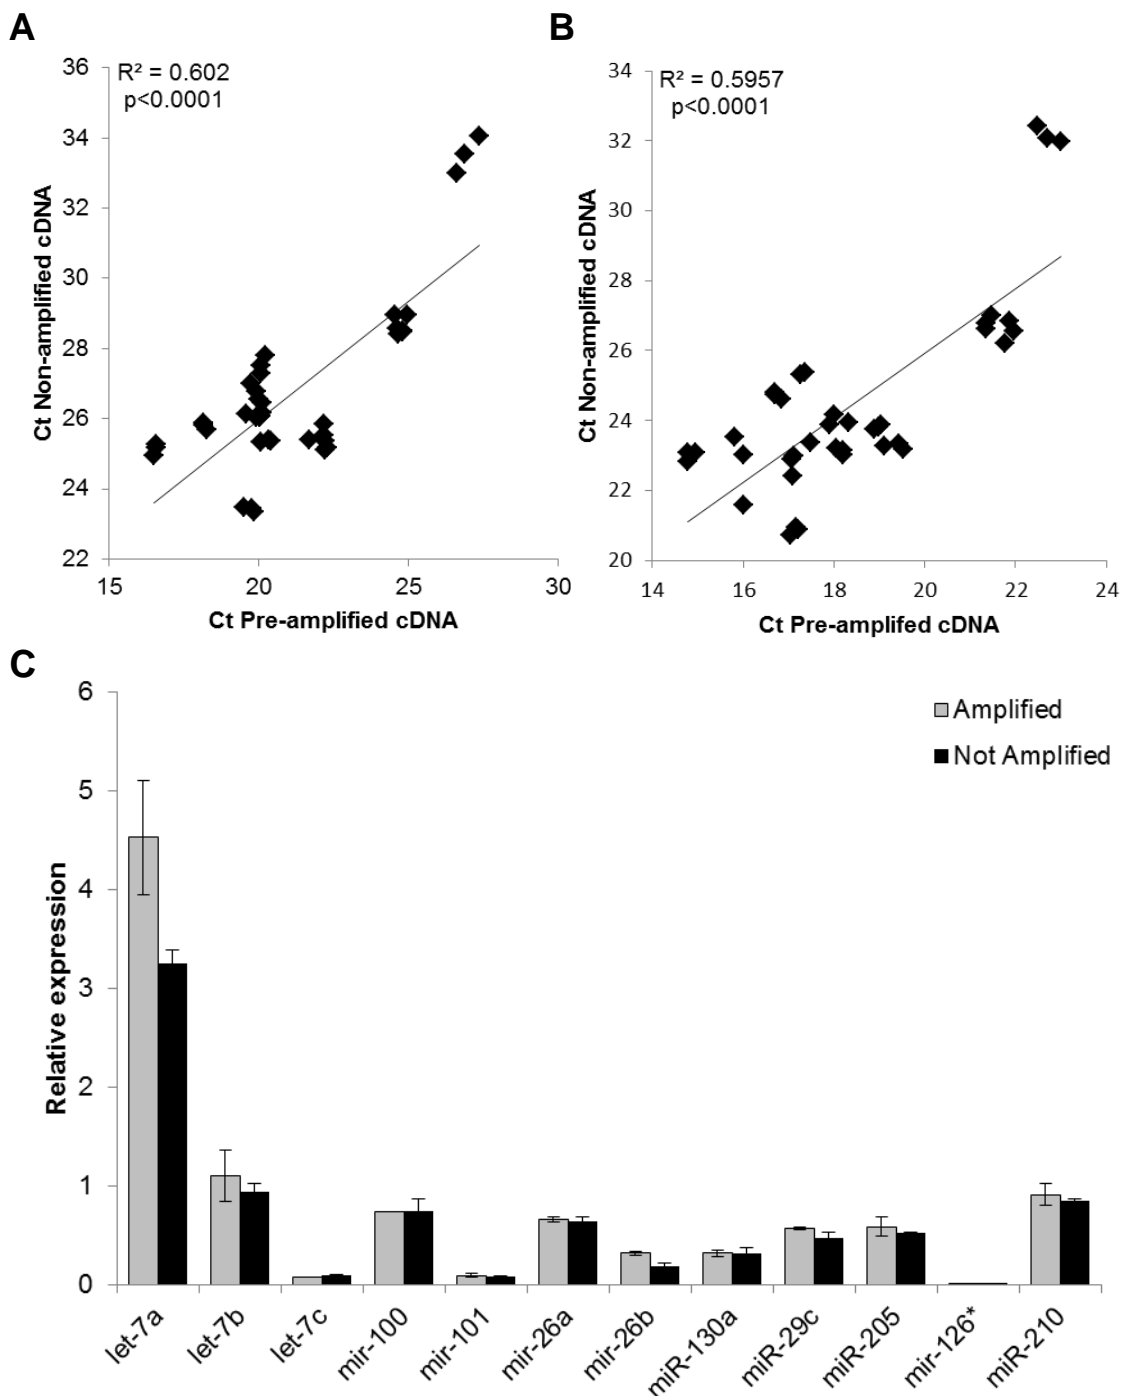 A
B
R² = 0.602
p<0.0001
36
34
32
30
28
26
24
22
15
20
25
30
Ct Non-amplified cDNA
Ct Pre-amplified cDNA
R² = 0.5957
p<0.0001
34
32
30
28
26
24
22
20
14
16
18
20
22
24
Ct Non-amplified cDNA
Ct Pre-amplifed cDNA
C
6
5
4
3
2
1
0
Relative expression
Amplified
Not Amplified
let-7a
let-7b
let-7c
mir-100
mir-101
mir-26a
mir-26b
miR-130a
miR-29c
miR-205
mir-126*
miR-210